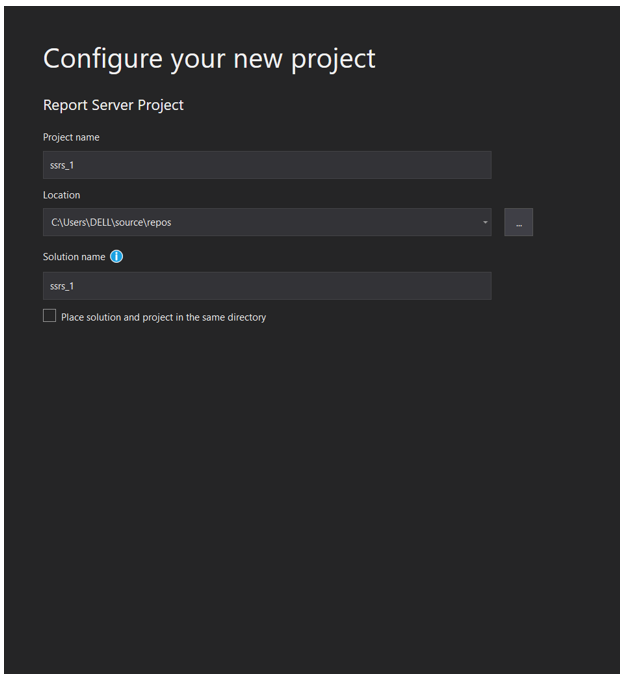 Configure your new project
Report Server Project
Project name
ssrs_1
Location
C:\Users\DELL\source\repos
...
Solution name
ssrs_1
Place solution and project in the same directory